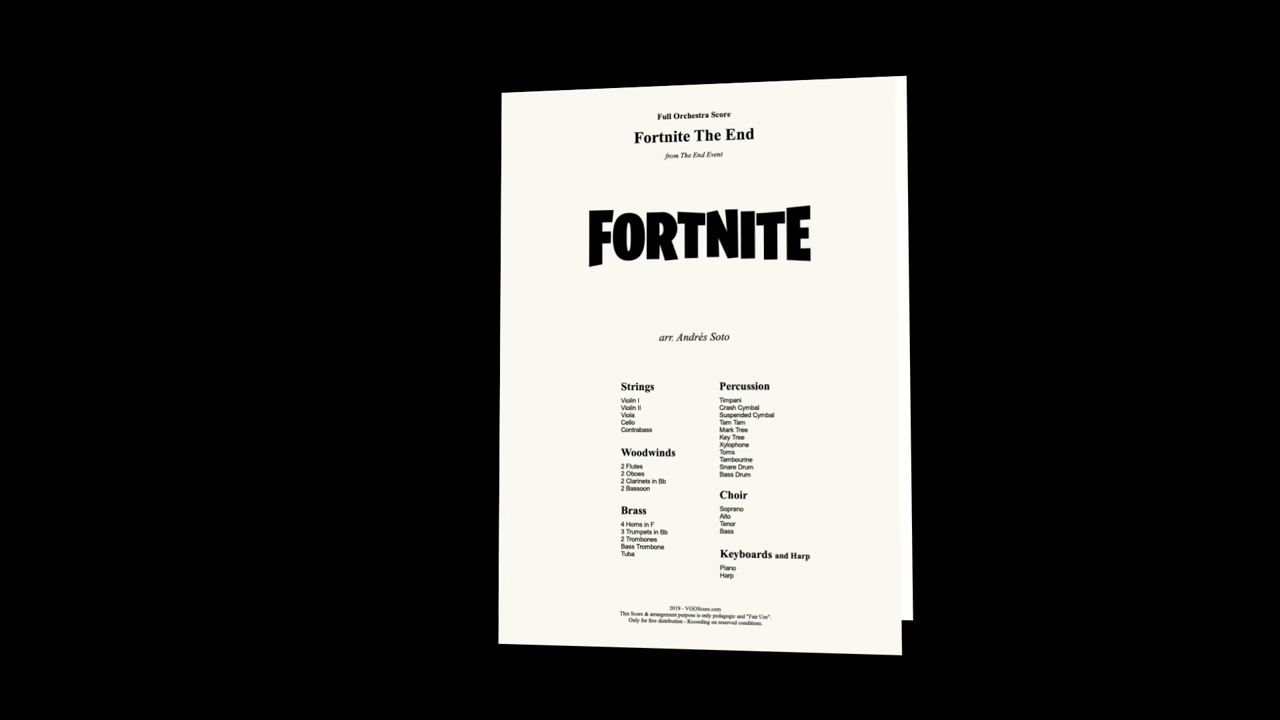 Full Orchestra Score
Fortnite The End
from The End Event
FORTNITE
arr. Andrés Soto
Strings
Violin I
Violin II
Viola
Cello
Contrabass
Woodwinds
2 Flutes
2 Oboes
2 Clarinets in Bb
2 Bassoon
Brass
4 Horns in F
3 Trumpets in Bb
2 Trombones
Bass Trombone
Tuba
Percussion
Timpani
Crash Cymbal
Suspended Cymbal
Tam Tam
Mark Tree
Key Tree
Xylophone
Toms
Tambourine
Snare Drum
Bass Drum
Choir
Soprano
Alto
Tenor
Bass
Keyboards and Harp
Piano
Harp
2019 - VGOScore.com
This Score & arrangement purpose is only pedagogic and "Fair Use".
Only for free distribution - Recording on reserved conditions.